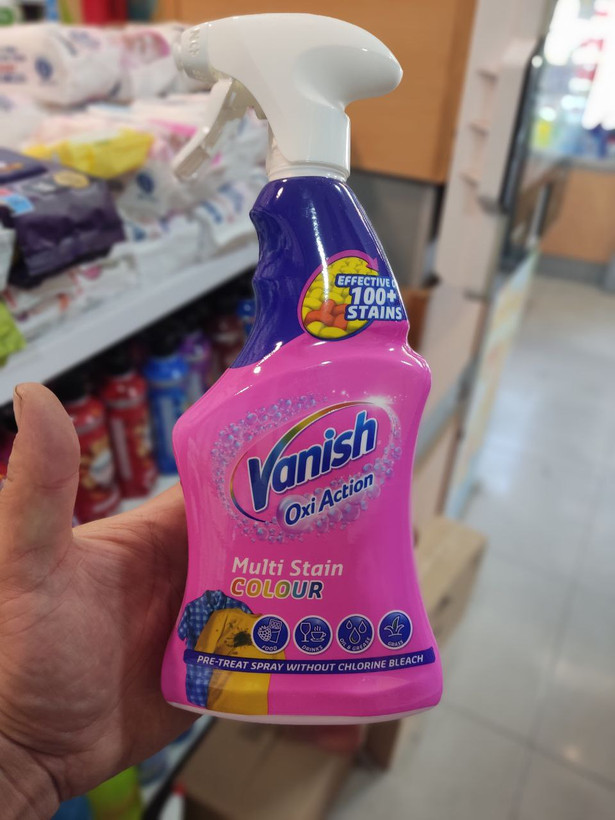 EFFECTIVE O
100+
STAINS
Vanish
Oxi Action
Multi Stain
COLOUR
FOOD
DRINKS
OIL & GREASE
GRASS
PRE-TREAT SPRAY WITHOUT CHLORINE BLEACH